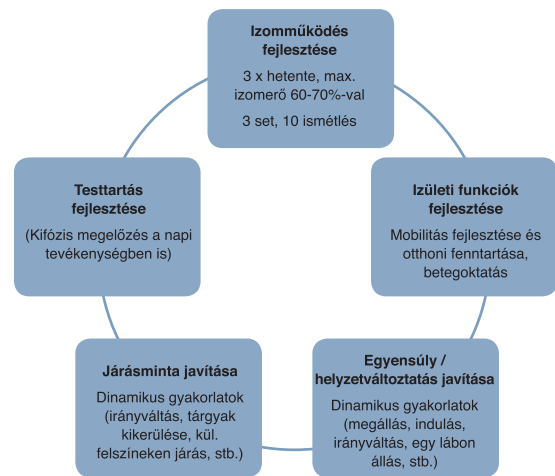 Izomműködés
fejlesztése
3 x hetente, max.
izomerő 60-70%-val
3 set, 10 ismétlés
Izületi funkciók
fejlesztése
Mobilitás fejlesztése és
otthoni fenntartása,
betegoktatás
Egyensúly /
helyzetváltoztatás javítása
Dinamikus gyakorlatok
(megállás, indulás,
irányváltás, egy lábon
állás, stb.)
Járásminta javítása
Dinamikus gyakorlatok
(irányváltás, tárgyak
kikerülése, kül.
felszíneken járás, stb.)
Testtartás
fejlesztése
(Kifózis megelőzés a napi
tevékenységben is)